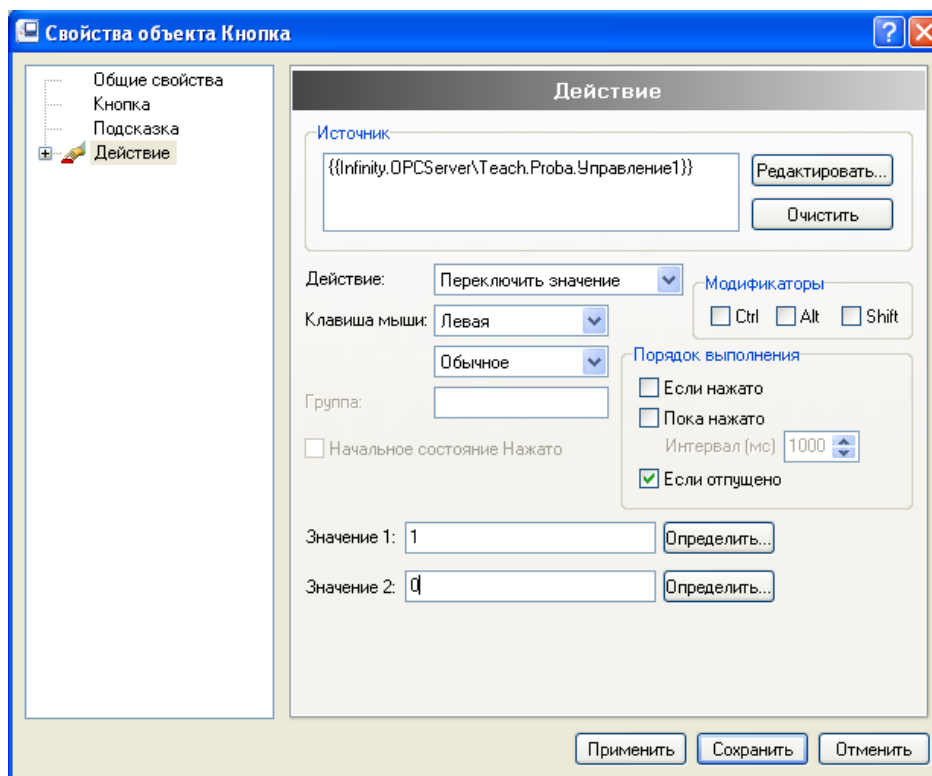 Свойства объекта Кнопка
Общие свойства
Кнопка
Подсказка
Действие
Действие
Источник
{{Infinity.OPCServer\Teach.Proba.Управление1}}
Редактировать...
Очистить
Действие: Переключить значение
Модификаторы
Ctrl Alt Shift
Клавиша мыши: Левая
Обычное
Порядок выполнения
Если нажато
Пока нажато
Интервал (мс) 1000
Если отпущено
Группа:
Начальное состояние Нажато
Значение 1: 1 Определить...
Значение 2: 0 Определить...
Применить Сохранить Отменить